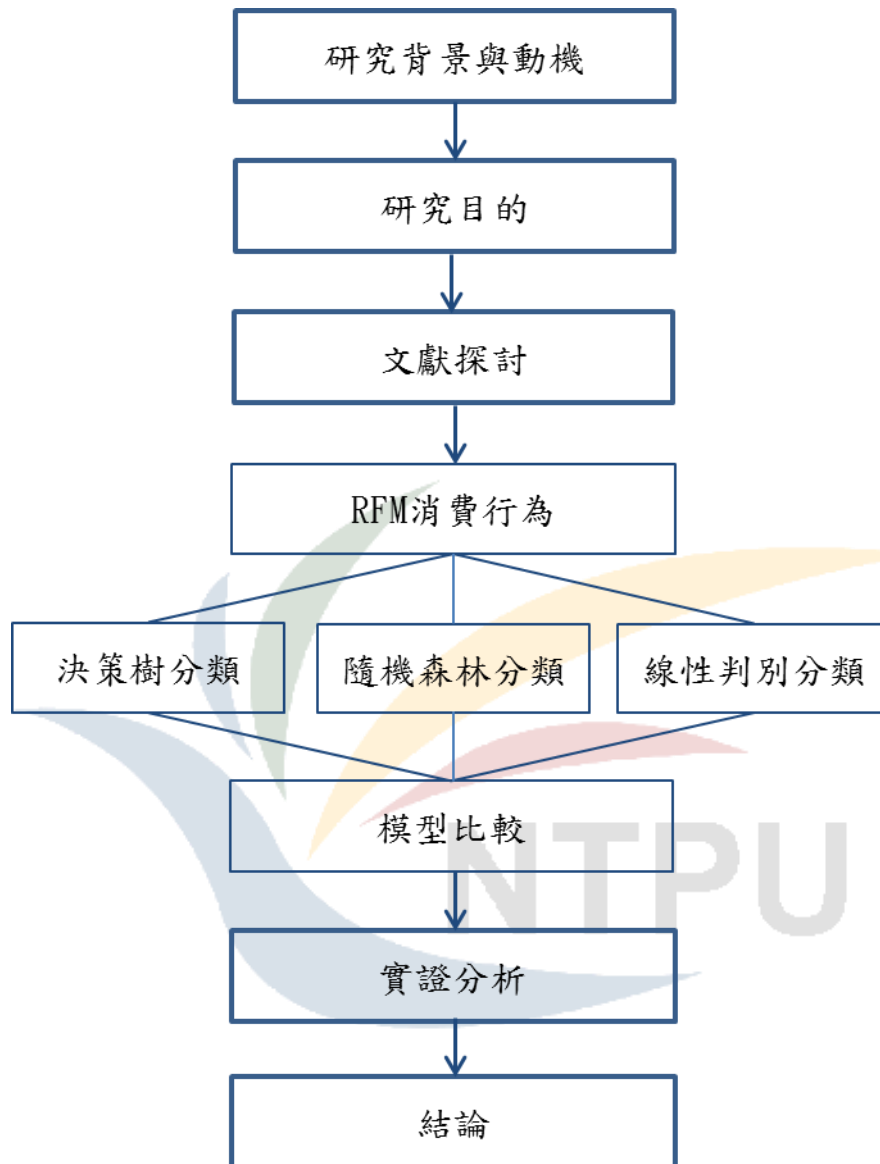 研究背景與動機
研究目的
文獻探討
RFM消費行為
決策樹分類
隨機森林分類
線性判別分類
模型比較
NTPU
實證分析
結論